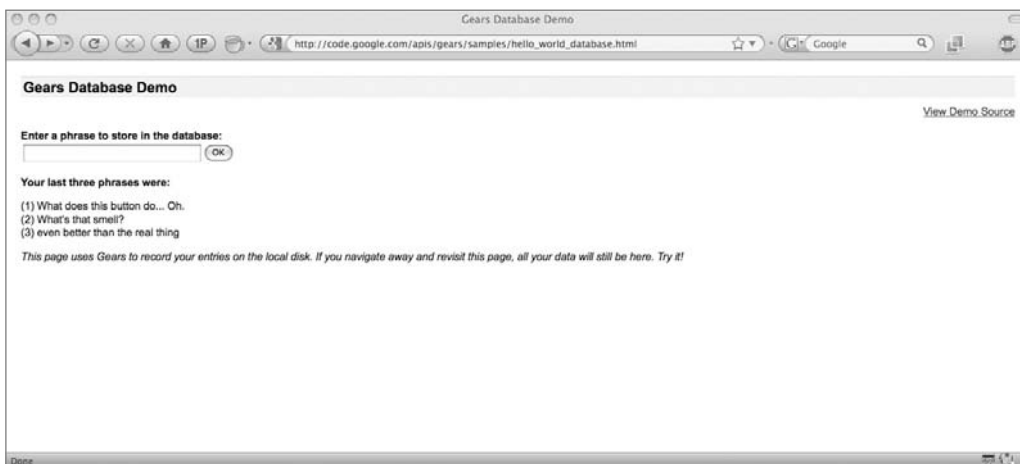 Gears Database Demo
1P
http://code.google.com/apis/gears/samples/hello_world_database.html
Google
Gears Database Demo
View Demo Source
Enter a phrase to store in the database:
OK
Your last three phrases were:
(1) What does this button do... Oh.
(2) What's that smell?
(3) even better than the real thing
This page uses Gears to record your entries on the local disk. If you navigate away and revisit this page, all your data will still be here. Try it!
Done